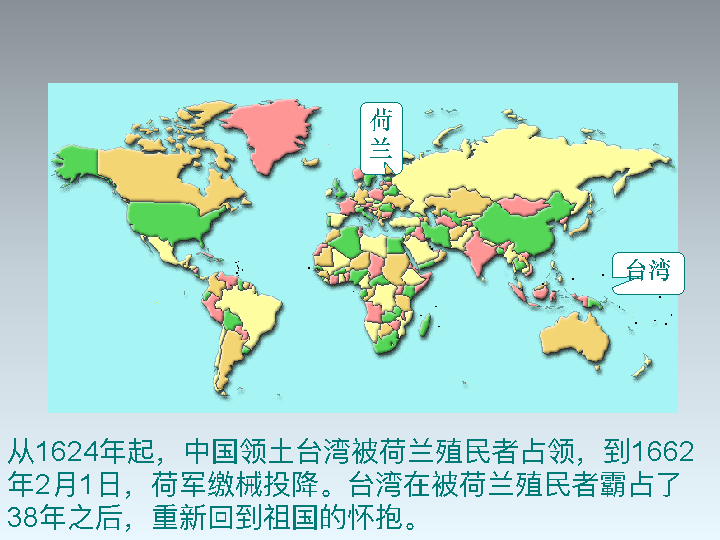 荷
兰
台湾
从1624年起，中国领土台湾被荷兰殖民者占领，到1662
年2月1日，荷军缴械投降。台湾在被荷兰殖民者霸占了
38年之后，重新回到祖国的怀抱。